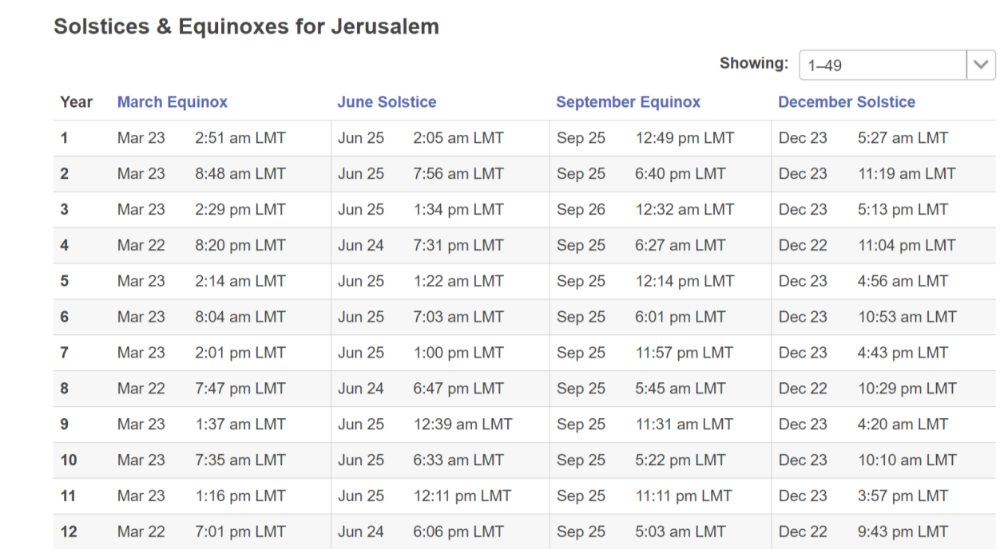 Solstices & Equinoxes for Jerusalem
Showing: 1–49
Year March Equinox June Solstice September Equinox December Solstice
1 Mar 23 2:51 am LMT Jun 25 2:05 am LMT Sep 25 12:49 pm LMT Dec 23 5:27 am LMT
2 Mar 23 8:48 am LMT Jun 25 7:56 am LMT Sep 25 6:40 pm LMT Dec 23 11:19 am LMT
3 Mar 23 2:29 pm LMT Jun 25 1:34 pm LMT Sep 26 12:32 am LMT Dec 23 5:13 pm LMT
4 Mar 22 8:20 pm LMT Jun 24 7:31 pm LMT Sep 25 6:27 am LMT Dec 22 11:04 pm LMT
5 Mar 23 2:14 am LMT Jun 25 1:22 am LMT Sep 25 12:14 pm LMT Dec 23 4:56 am LMT
6 Mar 23 8:04 am LMT Jun 25 7:03 am LMT Sep 25 6:01 pm LMT Dec 23 10:53 am LMT
7 Mar 23 2:01 pm LMT Jun 25 1:00 pm LMT Sep 25 11:57 pm LMT Dec 23 4:43 pm LMT
8 Mar 22 7:47 pm LMT Jun 24 6:47 pm LMT Sep 25 5:45 am LMT Dec 22 10:29 pm LMT
9 Mar 23 1:37 am LMT Jun 25 12:39 am LMT Sep 25 11:31 am LMT Dec 23 4:20 am LMT
10 Mar 23 7:35 am LMT Jun 25 6:33 am LMT Sep 25 5:22 pm LMT Dec 23 10:10 am LMT
11 Mar 23 1:16 pm LMT Jun 25 12:11 pm LMT Sep 25 11:11 pm LMT Dec 23 3:57 pm LMT
12 Mar 22 7:01 pm LMT Jun 24 6:06 pm LMT Sep 25 5:03 am LMT Dec 22 9:43 pm LMT